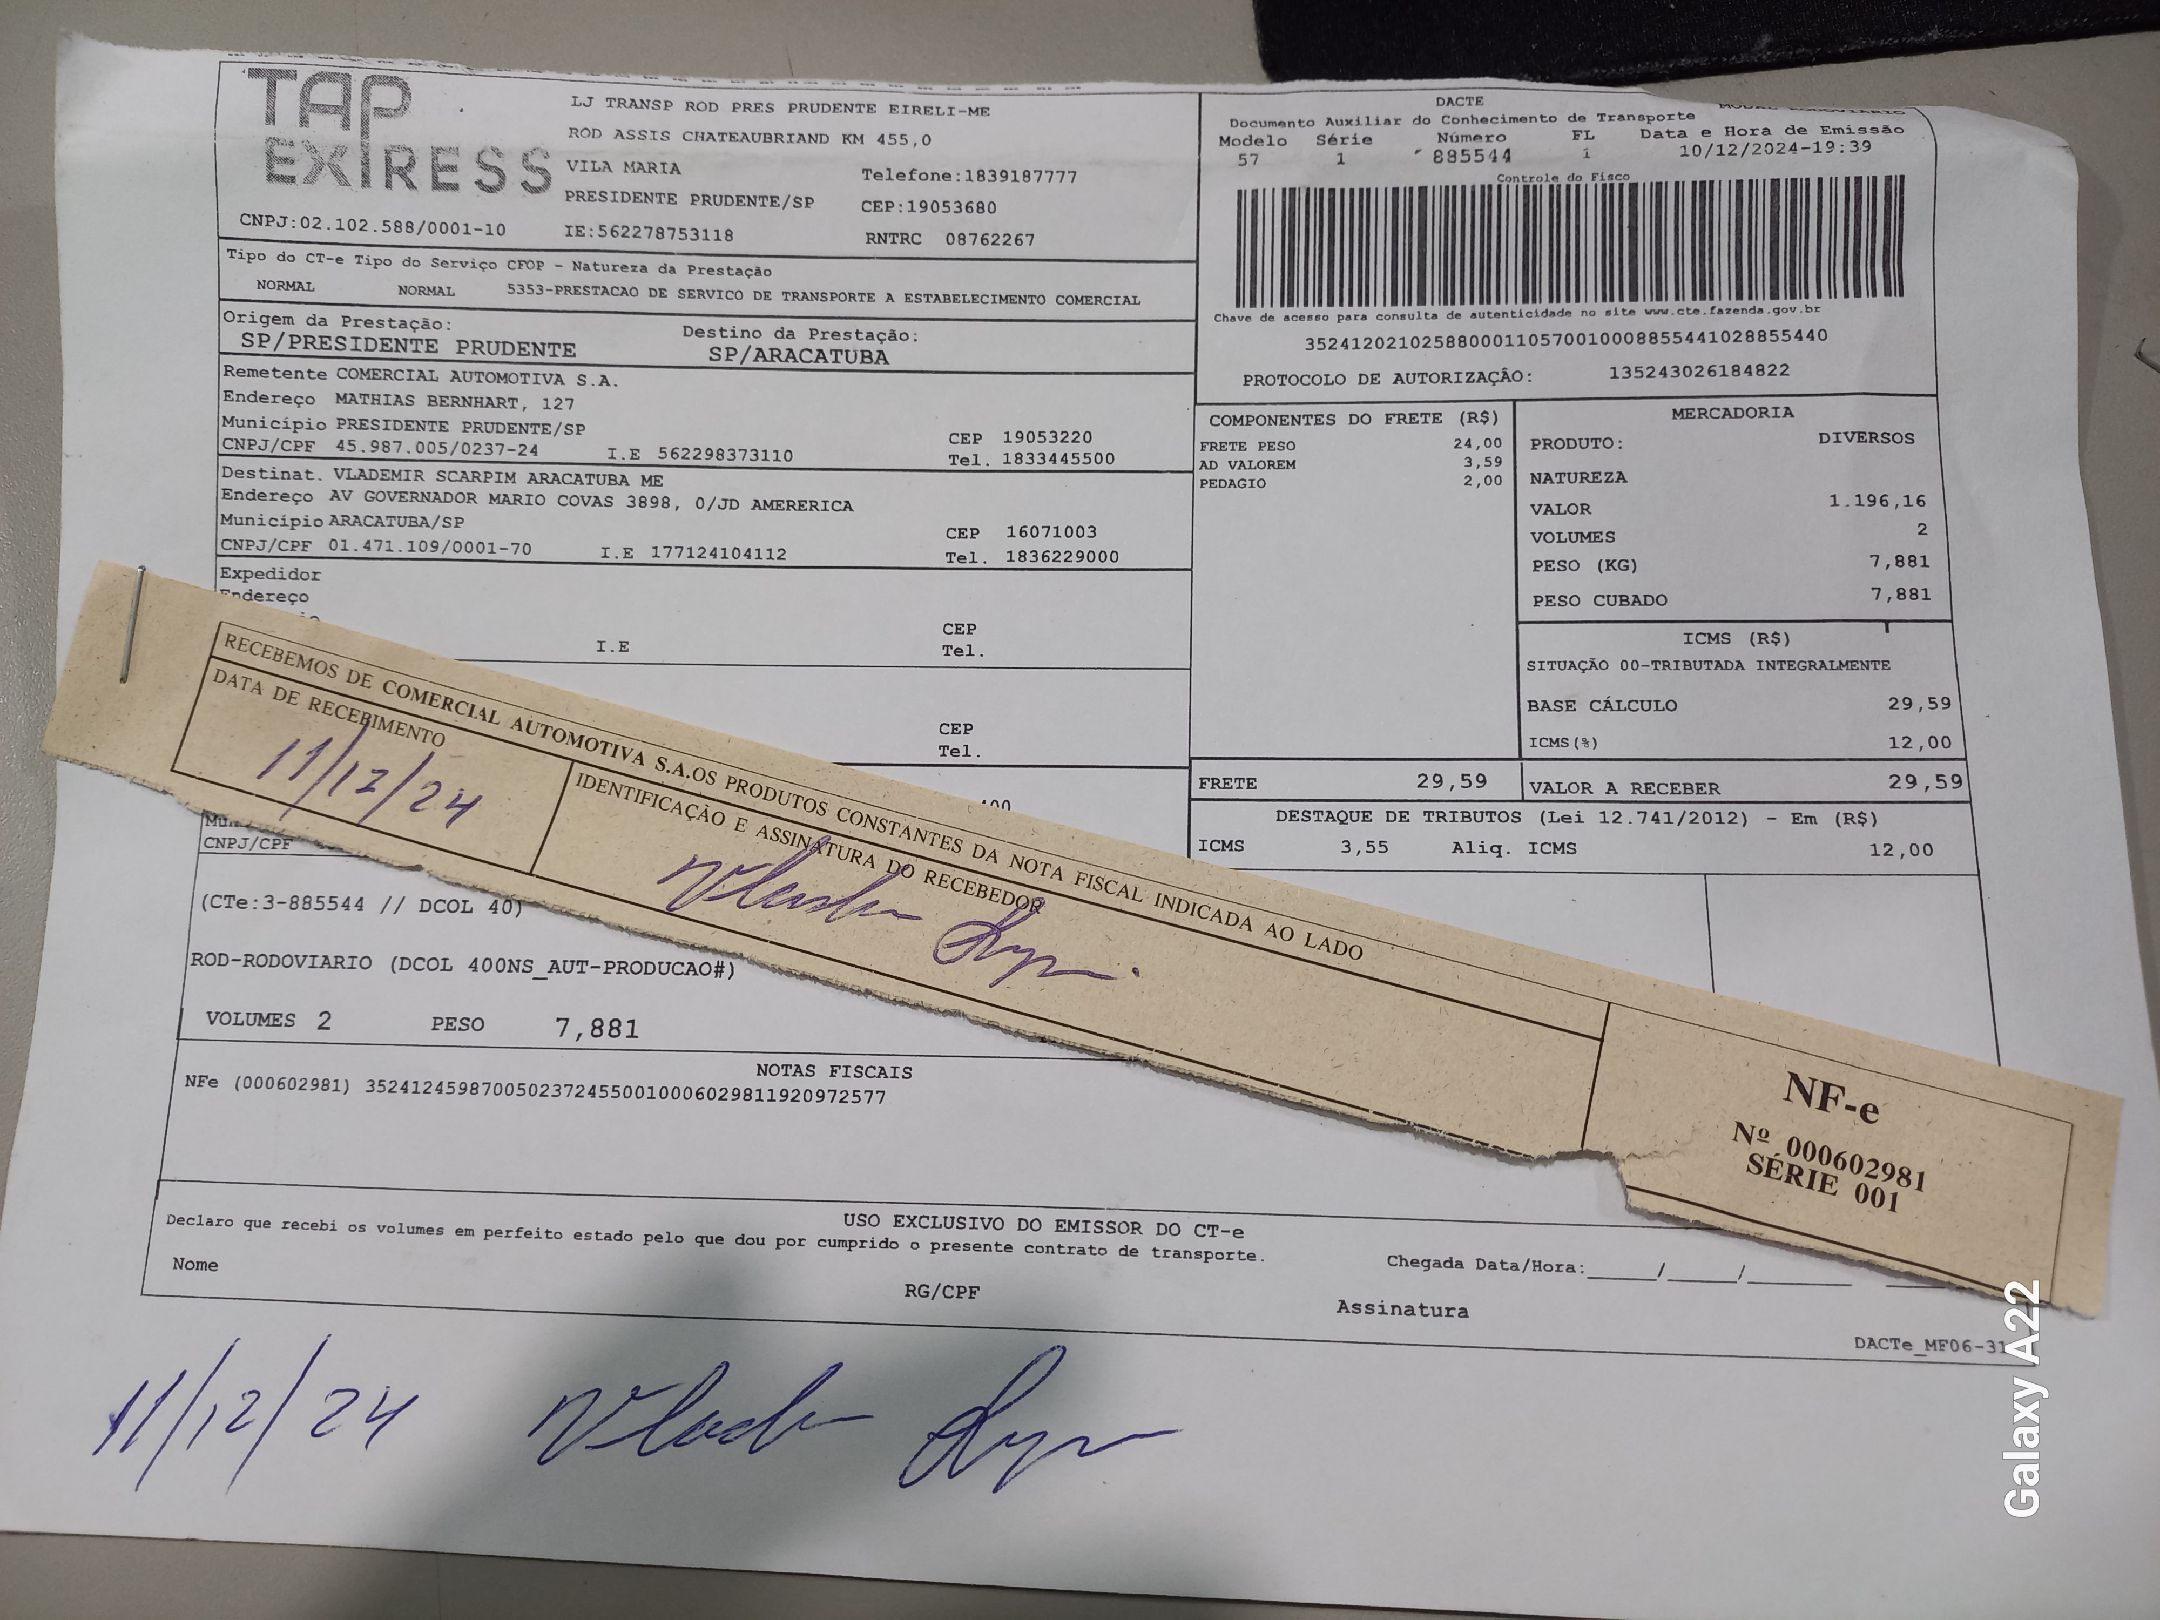 TAP
EXPRESS
LJ TRANSP ROD PRES PRUDENTE EIRELI-ME
ROD ASSIS CHATEAUBRIAND KM 455,0
VILA MARIA Telefone:1839187777
PRESIDENTE PRUDENTE/SP CEP:19053680
CNPJ:02.102.588/0001-10 IE:562278753118 RNTRC 08762267
DACTE MODAL RODOVIARIO
Documento Auxiliar do Conhecimento de Transporte
Modelo Série Número FL Data e Hora de Emissão
57 1 885544 1 10/12/2024-19:39
Controle do Fisco
Chave de acesso para consulta de autenticidade no site www.cte.fazenda.gov.br
35241202102588000110570010008855441028855440
PROTOCOLO DE AUTORIZAÇÃO: 135243026184822
Tipo do CT-e Tipo do Serviço CFOP - Natureza da Prestação
NORMAL NORMAL 5353-PRESTACAO DE SERVICO DE TRANSPORTE A ESTABELECIMENTO COMERCIAL
Origem da Prestação: Destino da Prestação:
SP/PRESIDENTE PRUDENTE SP/ARACATUBA
Remetente COMERCIAL AUTOMOTIVA S.A.
Endereço MATHIAS BERNHART, 127
Município PRESIDENTE PRUDENTE/SP CEP 19053220
CNPJ/CPF 45.987.005/0237-24 I.E 562298373110 Tel. 1833445500
Destinat. VLADEMIR SCARPIM ARACATUBA ME
Endereço AV GOVERNADOR MARIO COVAS 3898, 0/JD AMERERICA
Município ARACATUBA/SP CEP 16071003
CNPJ/CPF 01.471.109/0001-70 I.E 177124104112 Tel. 1836229000
Expedidor
Endereço
CEP
I.E Tel.
CEP
Tel.
CNPJ/CPF
COMPONENTES DO FRETE (R$)
FRETE PESO 24,00
AD VALOREM 3,59
PEDAGIO 2,00
MERCADORIA
PRODUTO: DIVERSOS
NATUREZA
VALOR 1.196,16
VOLUMES 2
PESO (KG) 7,881
PESO CUBADO 7,881
ICMS (R$)
SITUAÇÃO 00-TRIBUTADA INTEGRALMENTE
BASE CÁLCULO 29,59
ICMS(%) 12,00
FRETE 29,59 VALOR A RECEBER 29,59
DESTAQUE DE TRIBUTOS (Lei 12.741/2012) - Em (R$)
ICMS 3,55 Aliq. ICMS 12,00
RECEBEMOS DE COMERCIAL AUTOMOTIVA S.A.OS PRODUTOS CONSTANTES DA NOTA FISCAL INDICADA AO LADO
DATA DE RECEBIMENTO IDENTIFICAÇÃO E ASSINATURA DO RECEBEDOR
11/12/24
NF-e
Nº 000602981
SÉRIE 001
(CTe:3-885544 // DCOL 40)
ROD-RODOVIARIO (DCOL 400NS_AUT-PRODUCAO#)
VOLUMES 2 PESO 7,881
NOTAS FISCAIS
NFe (000602981) 35241245987005023724550010006029811920972577
USO EXCLUSIVO DO EMISSOR DO CT-e
Declaro que recebi os volumes em perfeito estado pelo que dou por cumprido o presente contrato de transporte.
Chegada Data/Hora:_____/_____/_______
Nome RG/CPF Assinatura
DACTe_MF06-31
11/12/24
Galaxy A22